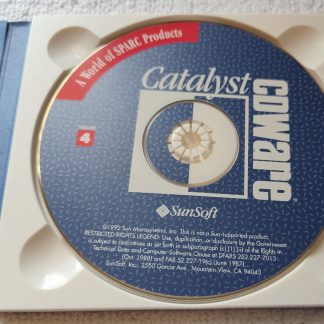 A World of SPARC Products
Catalyst
CDware
4
SunSoft
©1992 Sun Microsystems, Inc. This is not a Sun-supported product.
RESTRICTED RIGHTS LEGEND: Use, duplication, or disclosure by the Government
is subject to restrictions as set forth in subparagraph (c)(1)(ii) of the Rights in
Technical Data and Computer Software Clause at DFARS 252.227-7013
(Oct. 1988) and FAR 52.227-19(c) (June 1987).
SunSoft, Inc. 2550 Garcia Ave., Mountain View, CA 94043